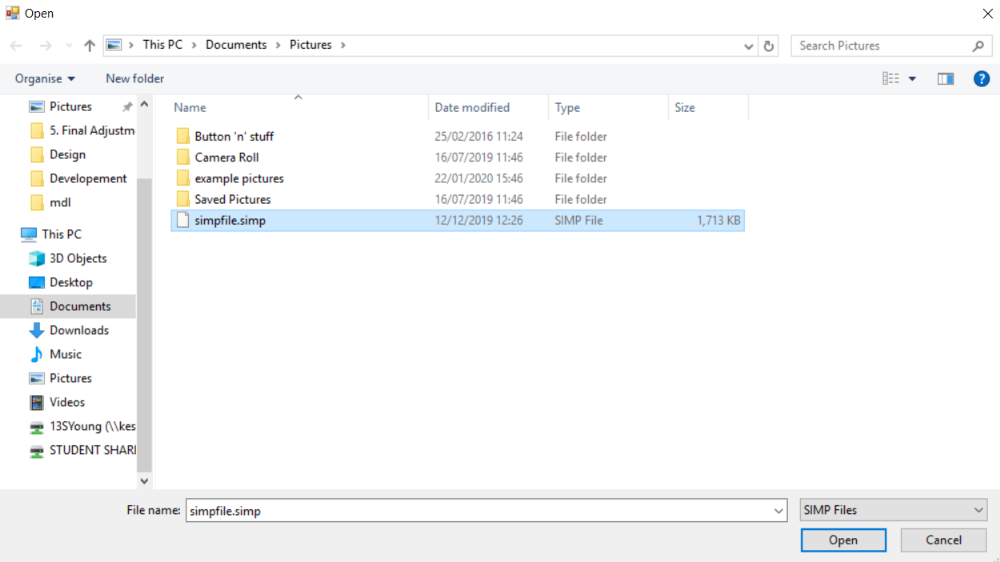 Open
This PC > Documents > Pictures >
Search Pictures
Organise
New folder
?
Pictures
5. Final Adjustm
Design
Developement
mdl
This PC
3D Objects
Desktop
Documents
Downloads
Music
Pictures
Videos
13SYoung (\\kes
STUDENT SHARI
Name Date modified Type Size
Button 'n' stuff 25/02/2016 11:24 File folder
Camera Roll 16/07/2019 11:46 File folder
example pictures 22/01/2020 15:46 File folder
Saved Pictures 16/07/2019 11:46 File folder
simpfile.simp 12/12/2019 12:26 SIMP File 1,713 KB
File name: simpfile.simp
SIMP Files
Open
Cancel